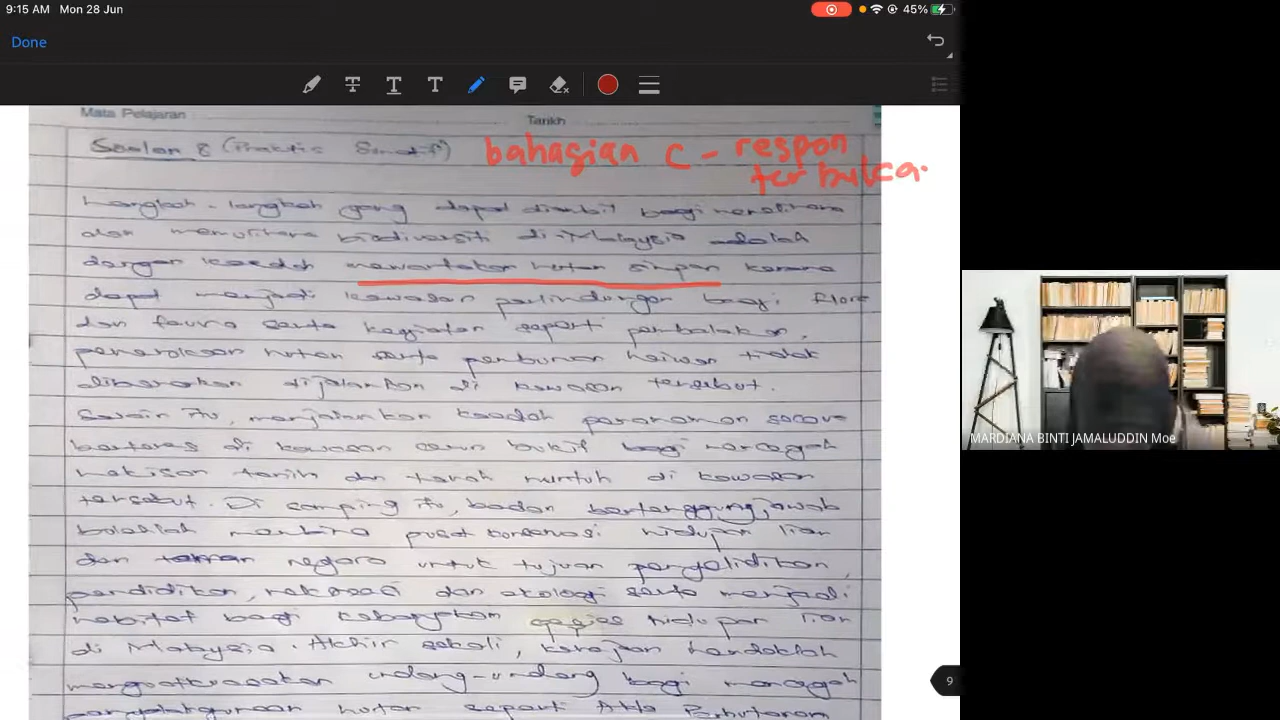 9:15 AM Mon 28 Jun
45%
Done
Mata Pelajaran
Tarikh
Soalan 8 (Praktis Sumatif)
bahagian C - respon
terbuka.
Langkah-langkah yang dapat diambil bagi memelihara
dan memulihara biodiversiti di Malaysia adalah
dengan kaedah mewartakan hutan simpan kerana
dapat menjadi kawasan perlindungan bagi flora
dan fauna serta kegiatan seperti pembalakan,
penerokaan hutan serta pemburuan haiwan tidak
dibenarkan dijalankan di kawasan tersebut.
Selain itu, menjalankan kaedah penanaman secara
berteres di kawasan cerun bukit bagi mencegah
hakisan tanih dan tanah runtuh di kawasan
tersebut. Di samping itu, badan bertanggungjawab
bolehlah membina pusat konservasi hidupan liar
dan taman negara untuk tujuan penyelidikan,
pendidikan, rekreasi dan ekologi serta menjadi
habitat bagi kebanyakan spesies hidupan liar
di Malaysia. Akhir sekali, kerajaan hendaklah
menguatkuasakan undang-undang bagi mencegah
penyalahgunaan hutan seperti Akta Perhutanan
9
MARDIANA BINTI JAMALUDDIN Moe